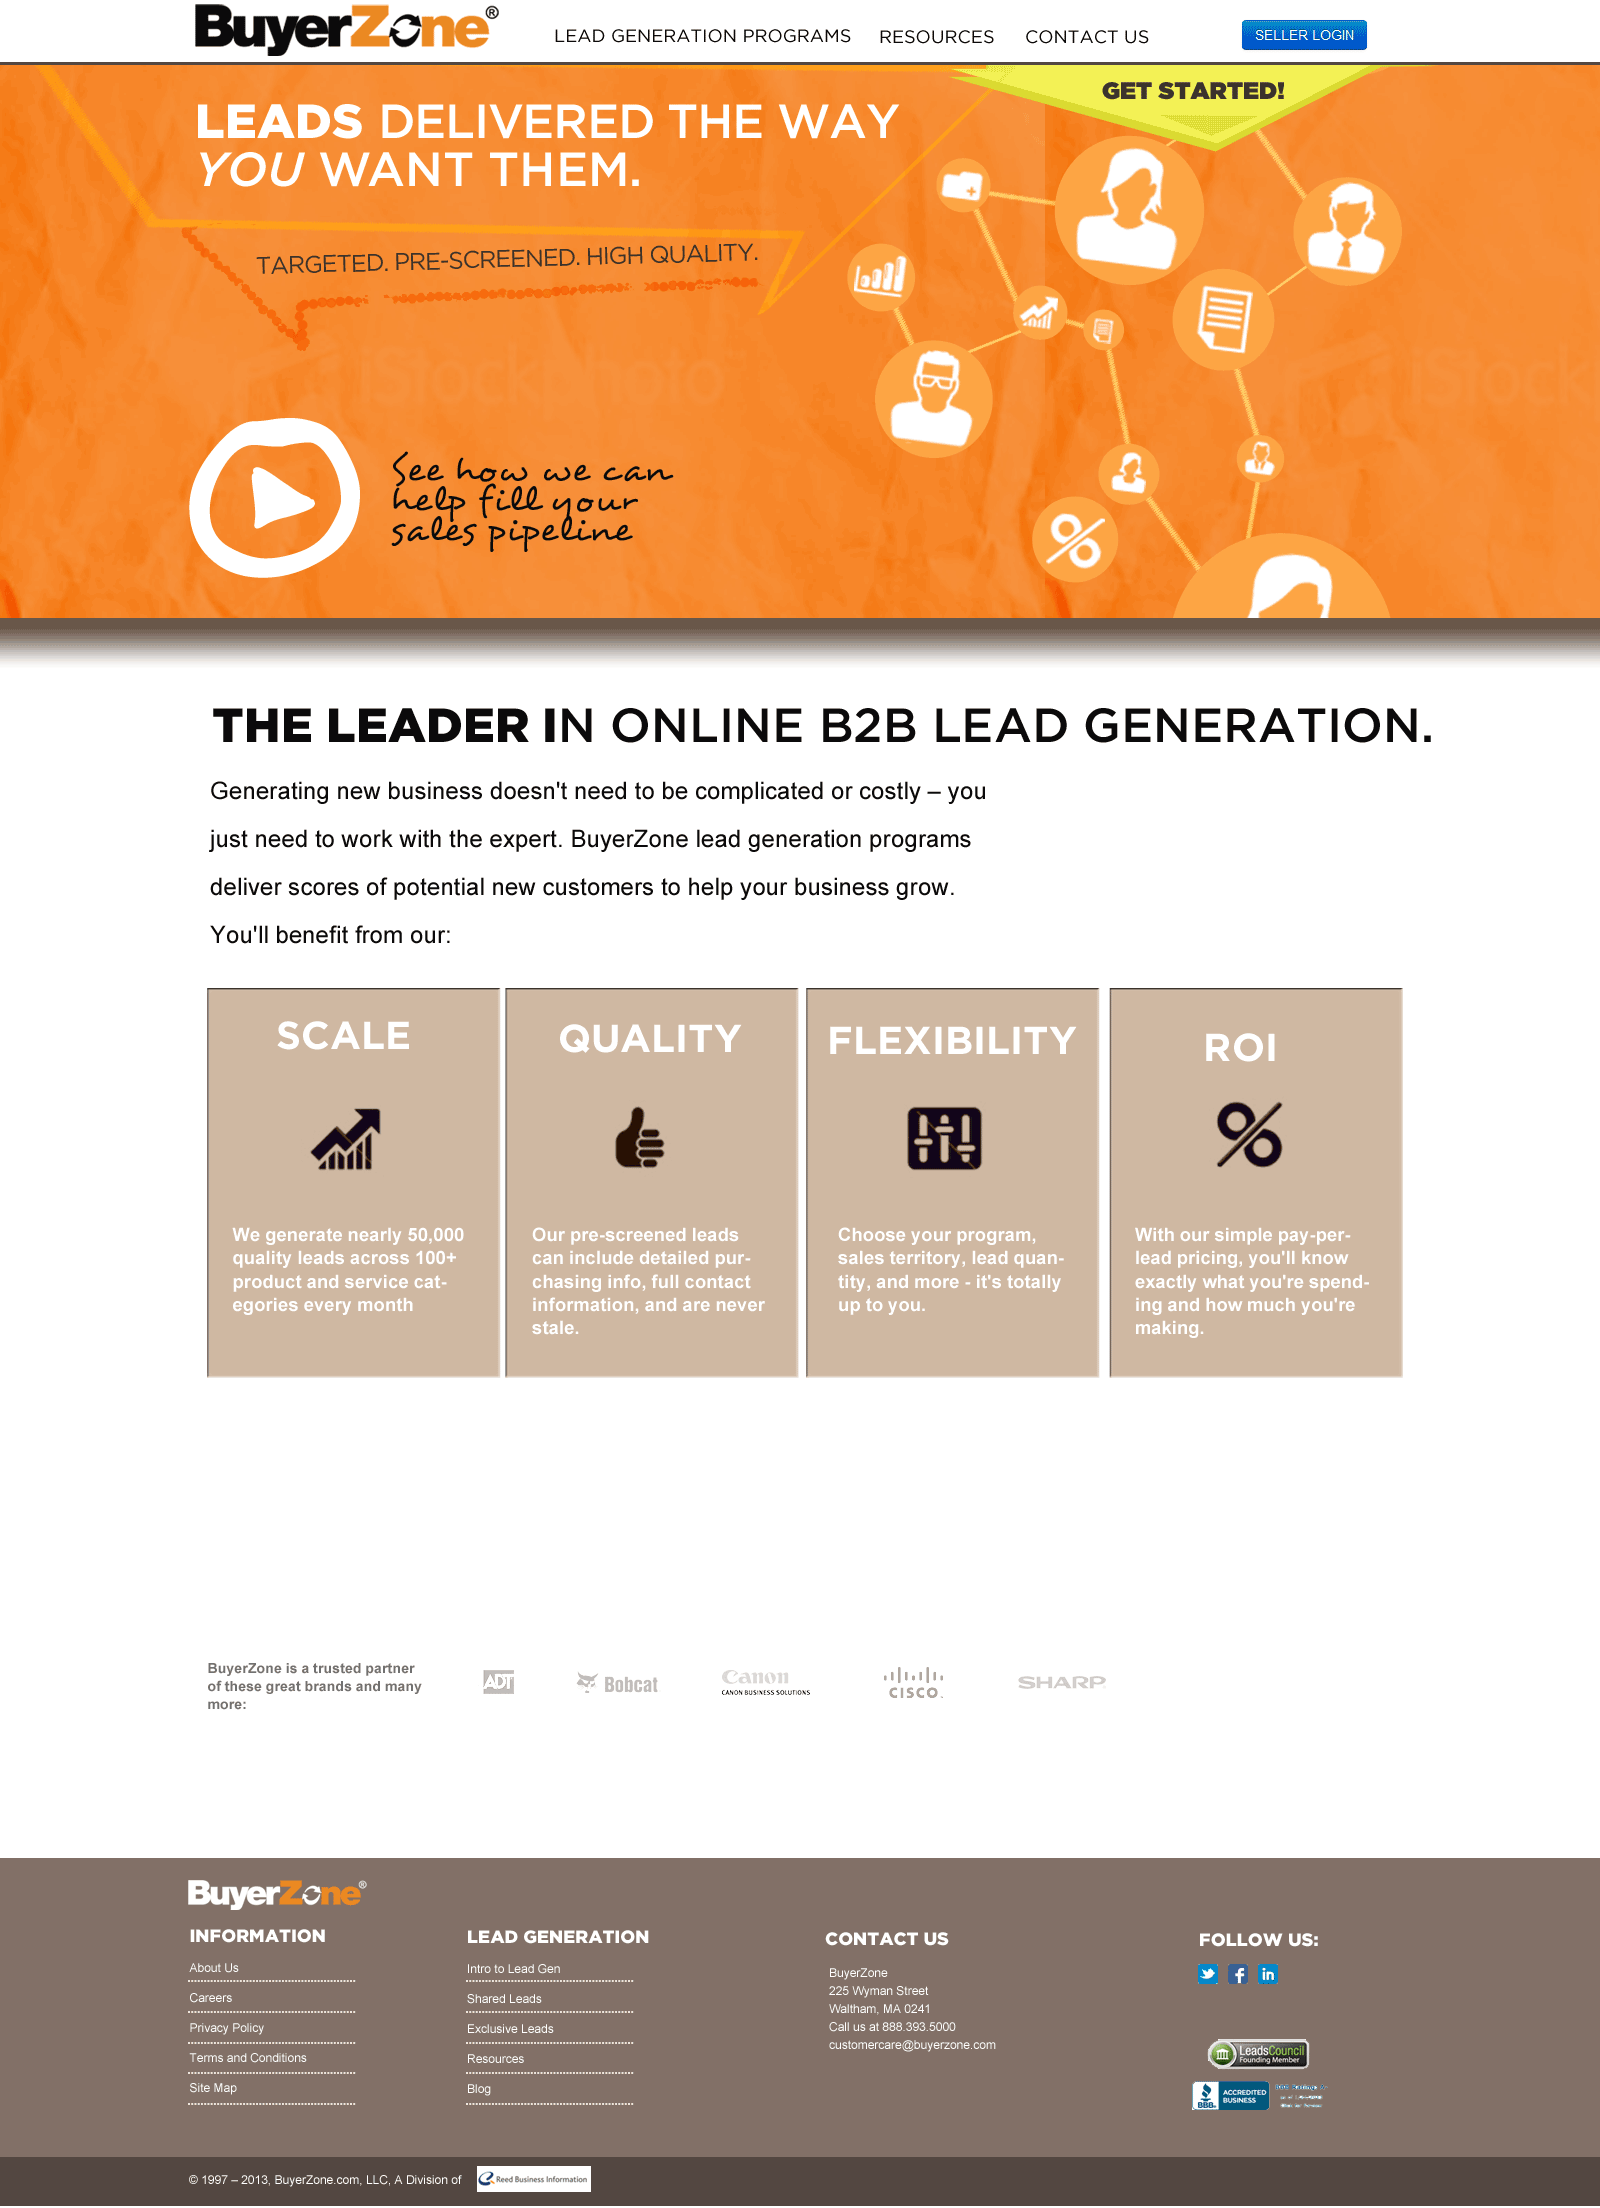 BuyerZone®
LEAD GENERATION PROGRAMS
RESOURCES
CONTACT US
SELLER LOGIN
GET STARTED!
LEADS DELIVERED THE WAY
YOU WANT THEM.
TARGETED. PRE-SCREENED. HIGH QUALITY.
iStockphoto
iStock
See how we can
help fill your
sales pipeline
THE LEADER IN ONLINE B2B LEAD GENERATION.
Generating new business doesn't need to be complicated or costly – you
just need to work with the expert. BuyerZone lead generation programs
deliver scores of potential new customers to help your business grow.
You'll benefit from our:
SCALE
We generate nearly 50,000
quality leads across 100+
product and service cat-
egories every month
QUALITY
Our pre-screened leads
can include detailed pur-
chasing info, full contact
information, and are never
stale.
FLEXIBILITY
Choose your program,
sales territory, lead quan-
tity, and more - it's totally
up to you.
ROI
With our simple pay-per-
lead pricing, you'll know
exactly what you're spend-
ing and how much you're
making.
BuyerZone is a trusted partner
of these great brands and many
more:
ADT
Bobcat
Canon
CANON BUSINESS SOLUTIONS
CISCO.
SHARP
BuyerZone®
INFORMATION
About Us
Careers
Privacy Policy
Terms and Conditions
Site Map
LEAD GENERATION
Intro to Lead Gen
Shared Leads
Exclusive Leads
Resources
Blog
CONTACT US
BuyerZone
225 Wyman Street
Waltham, MA 0241
Call us at 888.393.5000
customercare@buyerzone.com
FOLLOW US:
LeadsCouncil
Founding Member
BBB
ACCREDITED
BUSINESS
© 1997 – 2013, BuyerZone.com, LLC, A Division of
Reed Business Information